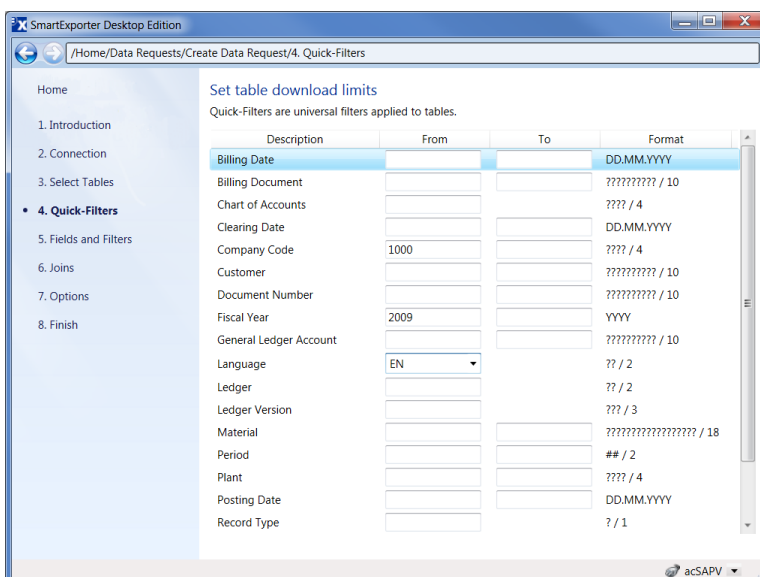 SmartExporter Desktop Edition
/Home/Data Requests/Create Data Request/4. Quick-Filters
Home
1. Introduction
2. Connection
3. Select Tables
• 4. Quick-Filters
5. Fields and Filters
6. Joins
7. Options
8. Finish
Set table download limits
Quick-Filters are universal filters applied to tables.
Description From To Format
Billing Date DD.MM.YYYY
Billing Document ?????????? / 10
Chart of Accounts ???? / 4
Clearing Date DD.MM.YYYY
Company Code 1000 ???? / 4
Customer ?????????? / 10
Document Number ?????????? / 10
Fiscal Year 2009 YYYY
General Ledger Account ?????????? / 10
Language EN ?? / 2
Ledger ?? / 2
Ledger Version ??? / 3
Material ?????????????????? / 18
Period ## / 2
Plant ???? / 4
Posting Date DD.MM.YYYY
Record Type ? / 1
acSAPV